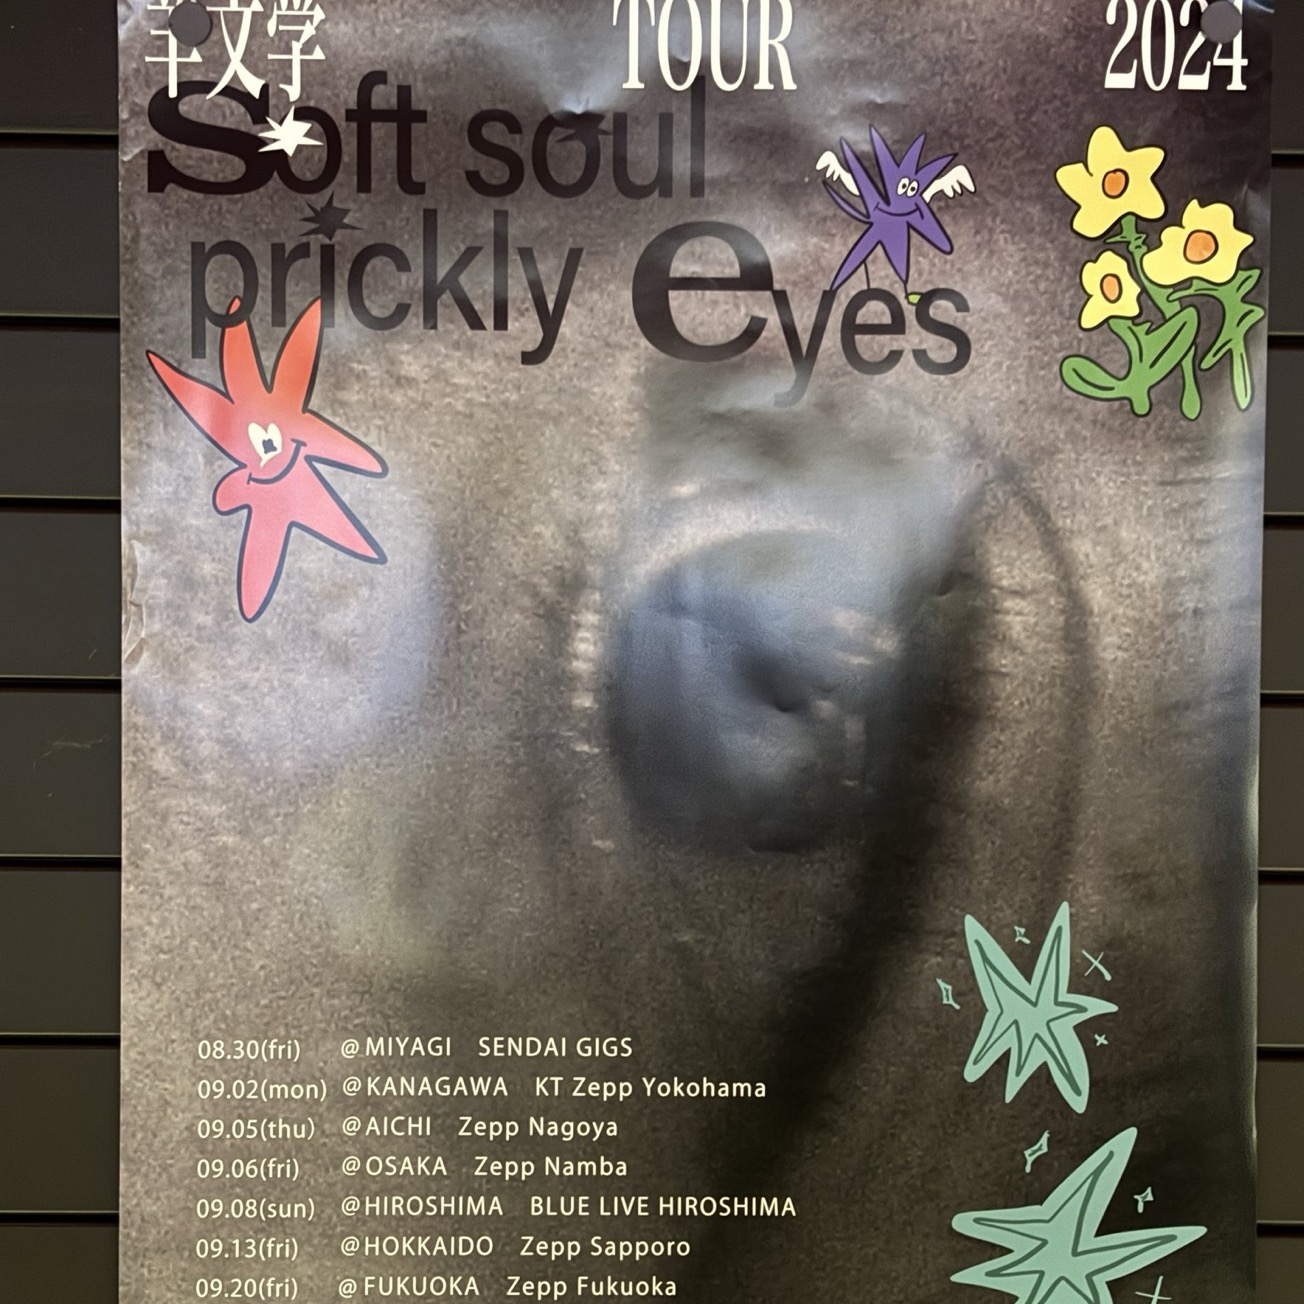 羊文学 TOUR 2024
Soft soul
prickly eyes
08.30(fri) @MIYAGI SENDAI GIGS
09.02(mon) @KANAGAWA KT Zepp Yokohama
09.05(thu) @AICHI Zepp Nagoya
09.06(fri) @OSAKA Zepp Namba
09.08(sun) @HIROSHIMA BLUE LIVE HIROSHIMA
09.13(fri) @HOKKAIDO Zepp Sapporo
09.20(fri) @FUKUOKA Zepp Fukuoka